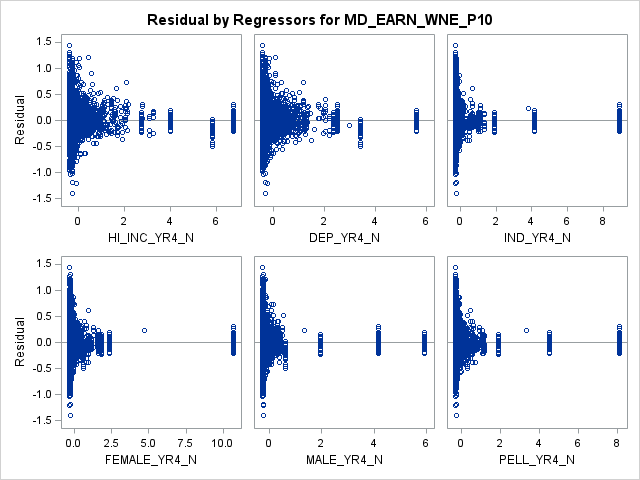 Residual by Regressors for MD_EARN_WNE_P10
1.5
1.0
0.5
0.0
-0.5
-1.0
-1.5
Residual
0 2 4 6
HI_INC_YR4_N
0 2 4 6
DEP_YR4_N
0 2 4 6 8
IND_YR4_N
1.5
1.0
0.5
0.0
-0.5
-1.0
-1.5
Residual
0.0 2.5 5.0 7.5 10.0
FEMALE_YR4_N
0 2 4 6
MALE_YR4_N
0 2 4 6 8
PELL_YR4_N